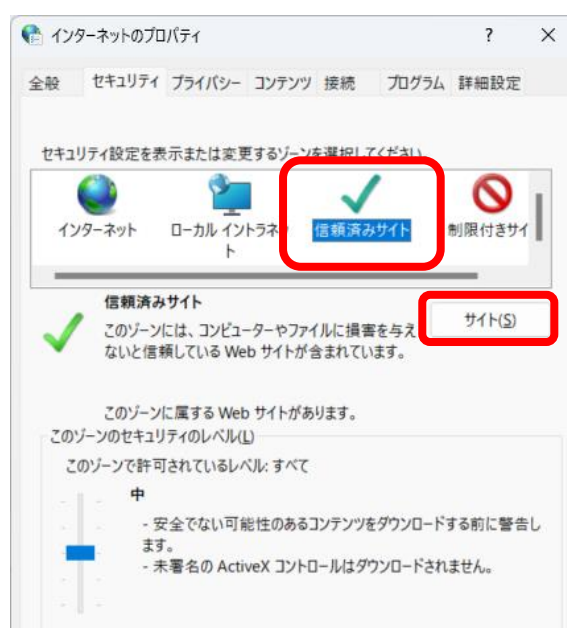 インターネットのプロパティ
?
×
全般 セキュリティ プライバシー コンテンツ 接続 プログラム 詳細設定
セキュリティ設定を表示または変更するゾーンを選択してください
インターネット
ローカル イントラネッ
ト
信頼済みサイト
制限付きサイ
信頼済みサイト
サイト(S)
このゾーンには、コンピューターやファイルに損害を与え
ないと信頼している Web サイトが含まれています。
このゾーンに属する Web サイトがあります。
このゾーンのセキュリティのレベル(L)
このゾーンで許可されているレベル: すべて
中
- 安全でない可能性のあるコンテンツをダウンロードする前に警告し
ます。
- 未署名の ActiveX コントロールはダウンロードされません。